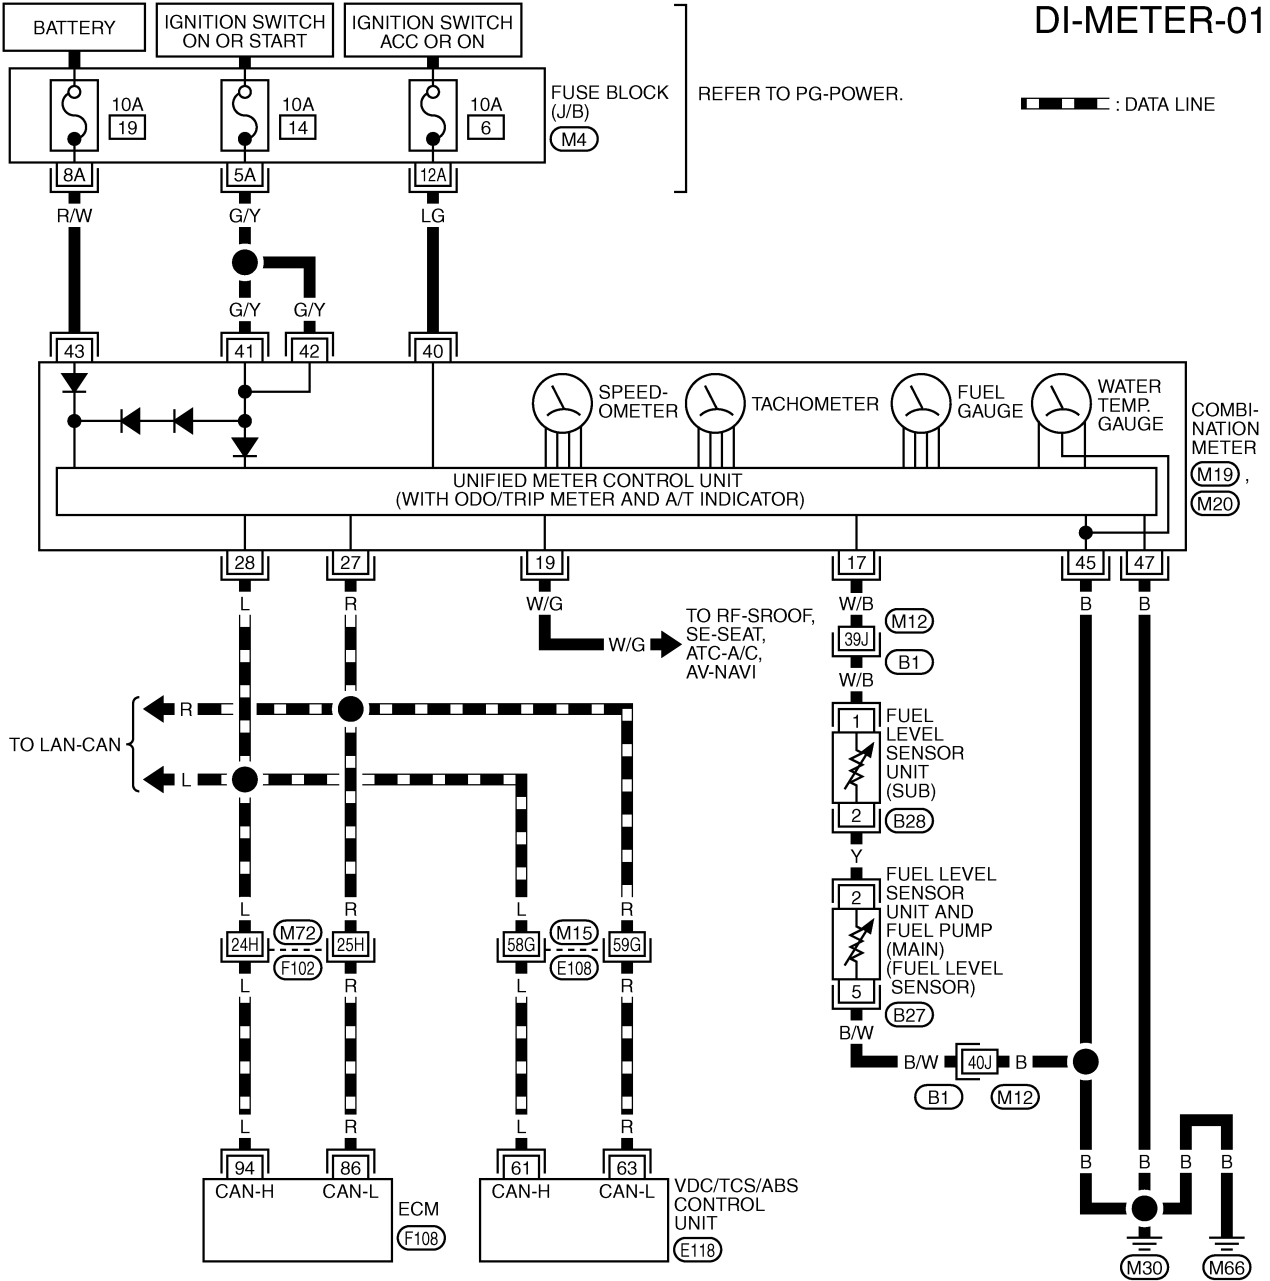 DI-METER-01
BATTERY
IGNITION SWITCH
ON OR START
IGNITION SWITCH
ACC OR ON
10A
19
10A
14
10A
6
FUSE BLOCK
(J/B)
M4
REFER TO PG-POWER.
: DATA LINE
8A
5A
12A
R/W
G/Y
LG
G/Y
G/Y
43
41
42
40
SPEED-
OMETER
TACHOMETER
FUEL
GAUGE
WATER
TEMP.
GAUGE
COMBI-
NATION
METER
M19 ,
M20
UNIFIED METER CONTROL UNIT
(WITH ODO/TRIP METER AND A/T INDICATOR)
28
27
19
17
45
47
L
R
W/G
W/B
B
B
W/G
TO RF-SROOF,
SE-SEAT,
ATC-A/C,
AV-NAVI
39J
M12
B1
W/B
TO LAN-CAN
R
L
1
FUEL
LEVEL
SENSOR
UNIT
(SUB)
2
B28
Y
2
FUEL LEVEL
SENSOR
UNIT AND
FUEL PUMP
(MAIN)
(FUEL LEVEL
SENSOR)
5
B27
L
R
L
R
24H
M72
F102
25H
58G
M15
E108
59G
L
R
L
R
B/W
B/W
40J
B
B1
M12
L
R
L
R
B
B
B
B
94
86
61
63
CAN-H
CAN-L
ECM
F108
CAN-H
CAN-L
VDC/TCS/ABS
CONTROL
UNIT
E118
M30
M66